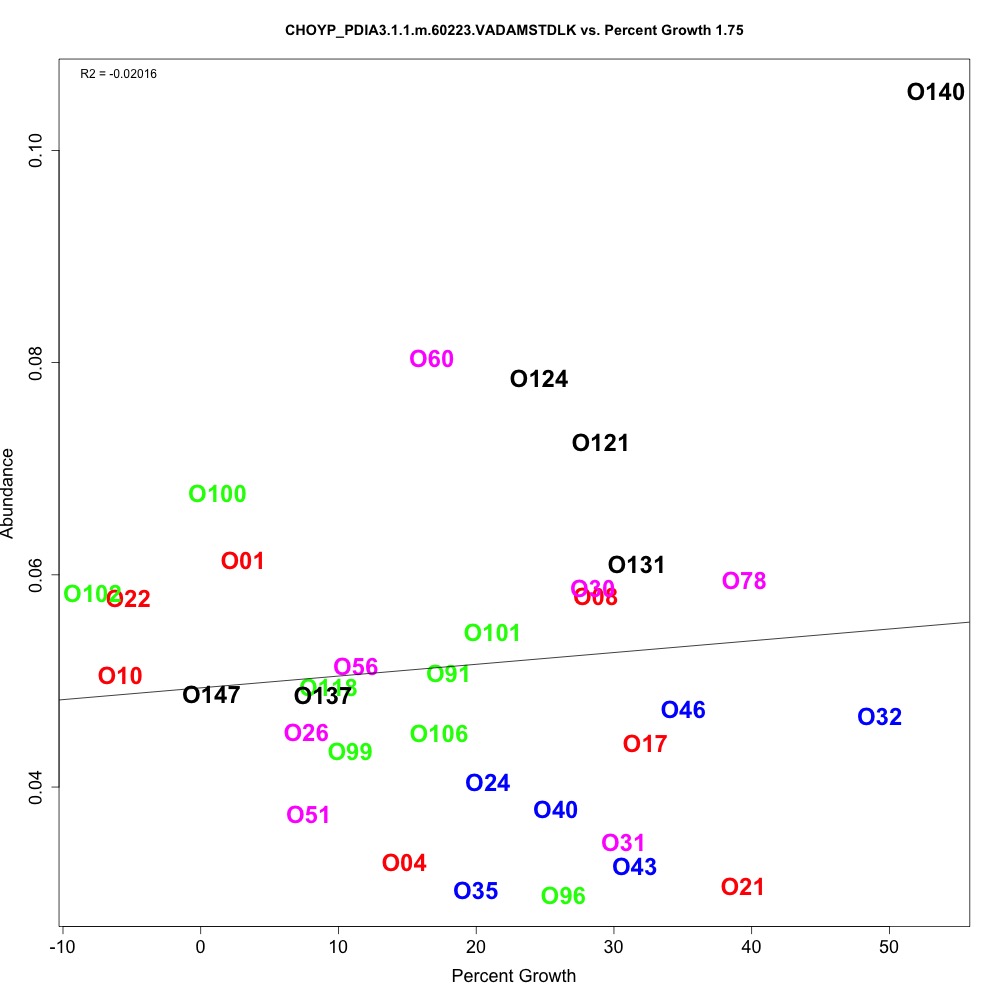 CHOYP_PDIA3.1.1.m.60223.VADAMSTDLK vs. Percent Growth 1.75
R2 = -0.02016
O140
0.10
O60
0.08
O124
O121
O100
Abundance
O01
O131
0.06
O78
O30
O102
O22
O08
O101
O56
O91
O10
O118
O147
O137
O46
O32
O26
O106
O17
O99
O24
0.04
O40
O51
O31
O04
O43
O21
O35
O96
-10 0 10 20 30 40 50
Percent Growth